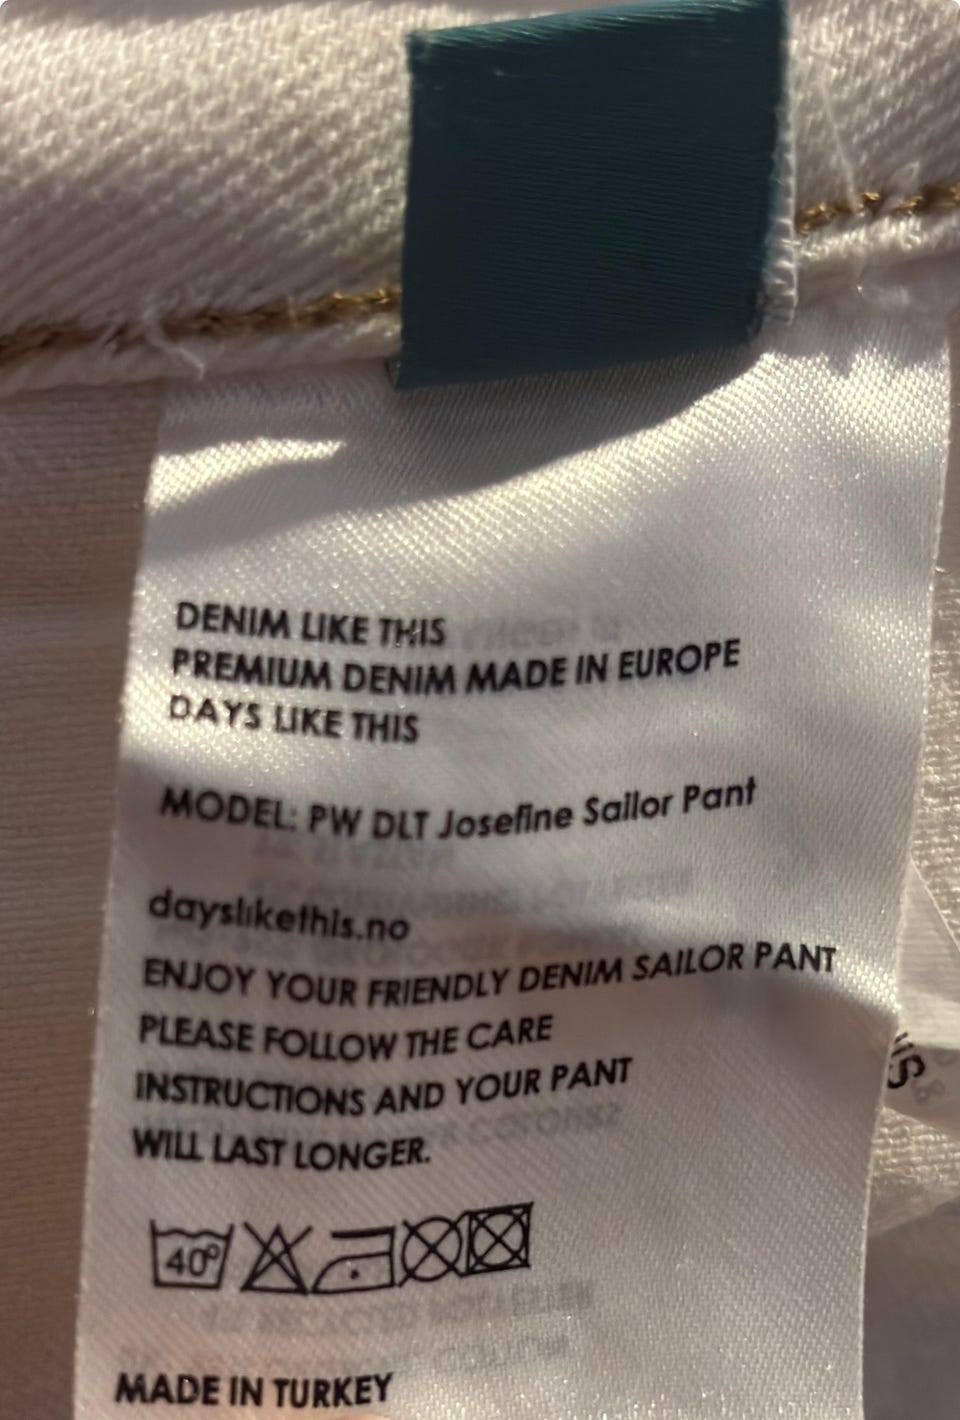 DENIM LIKE THIS
PREMIUM DENIM MADE IN EUROPE
DAYS LIKE THIS
MODEL: PW DLT Josefine Sailor Pant
dayslikethis.no
ENJOY YOUR FRIENDLY DENIM SAILOR PANT
PLEASE FOLLOW THE CARE
INSTRUCTIONS AND YOUR PANT
WILL LAST LONGER.
40°
MADE IN TURKEY